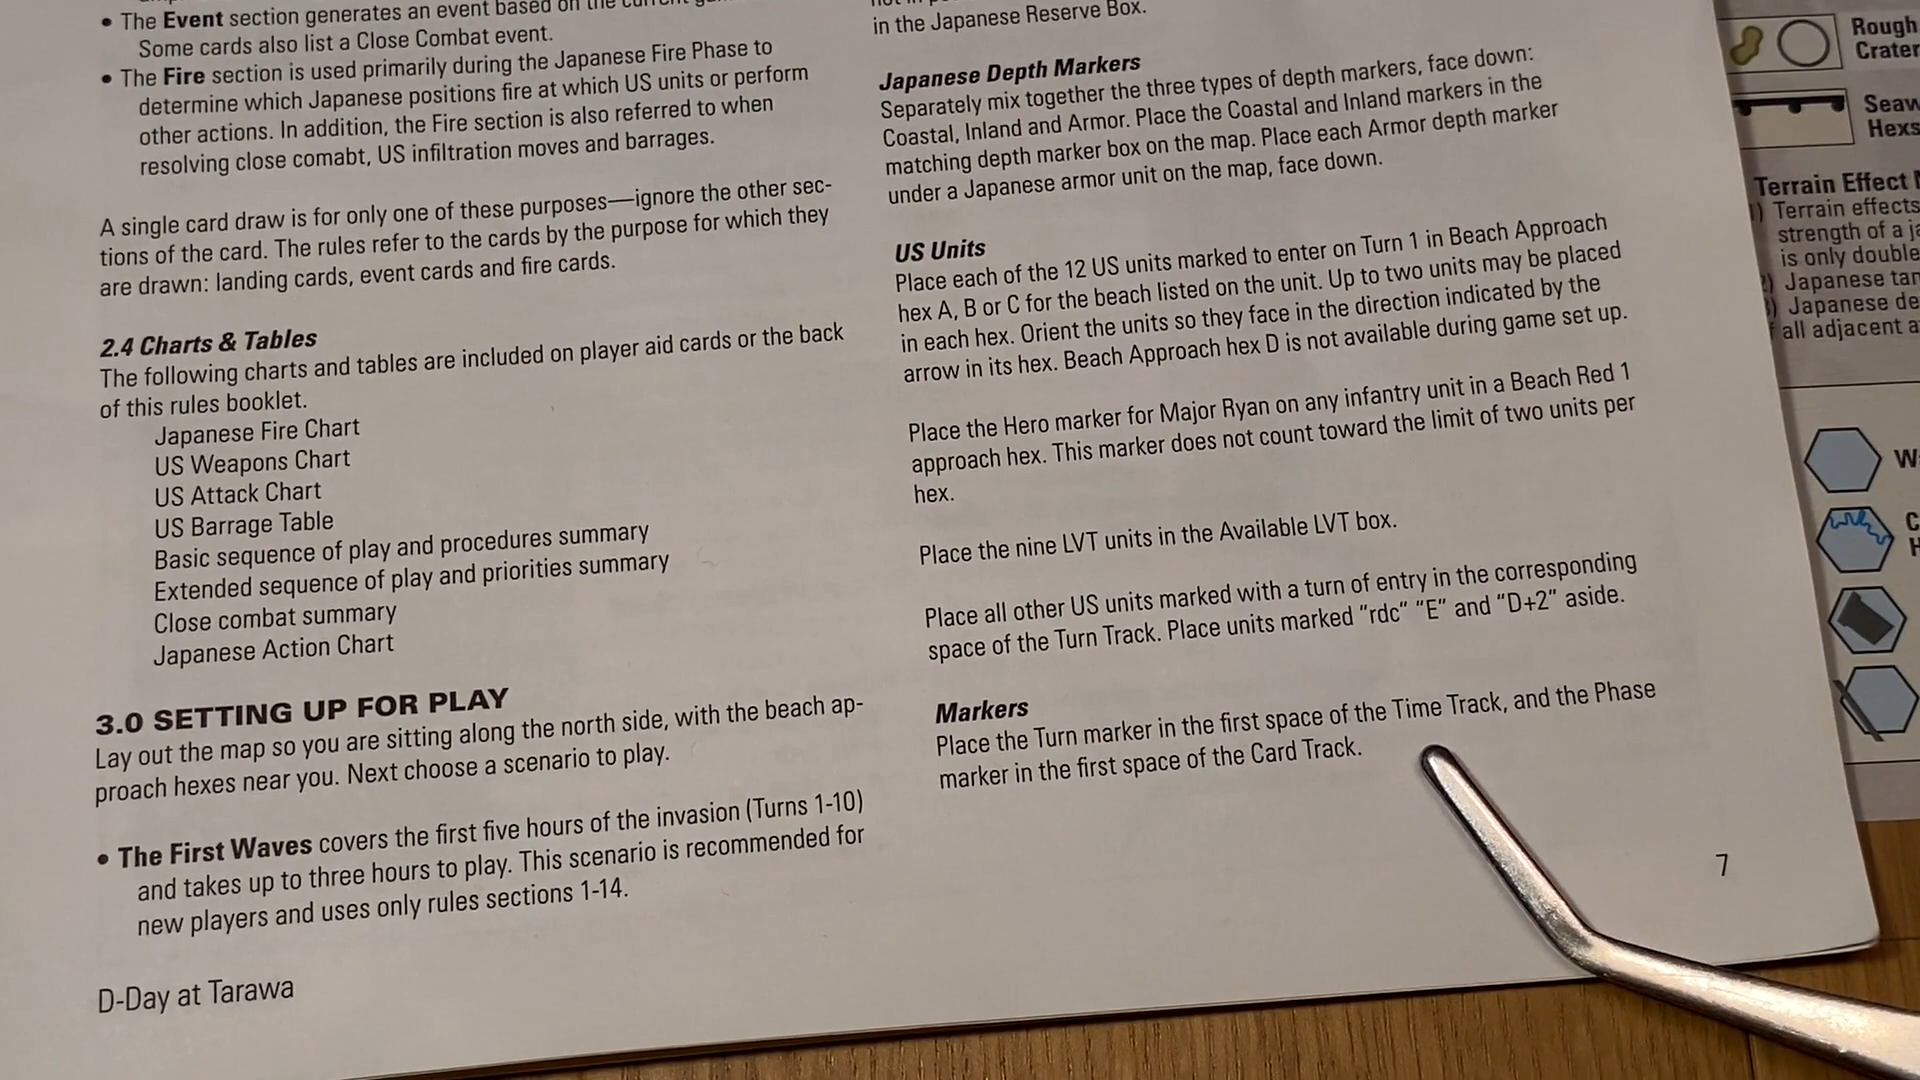 • The Event section generates an event based on the
Some cards also list a Close Combat event.
• The Fire section is used primarily during the Japanese Fire Phase to
determine which Japanese positions fire at which US units or perform
other actions. In addition, the Fire section is also referred to when
resolving close comabt, US infiltration moves and barrages.
A single card draw is for only one of these purposes—ignore the other sec-
tions of the card. The rules refer to the cards by the purpose for which they
are drawn: landing cards, event cards and fire cards.
2.4 Charts & Tables
The following charts and tables are included on player aid cards or the back
of this rules booklet.
Japanese Fire Chart
US Weapons Chart
US Attack Chart
US Barrage Table
Basic sequence of play and procedures summary
Extended sequence of play and priorities summary
Close combat summary
Japanese Action Chart
3.0 SETTING UP FOR PLAY
Lay out the map so you are sitting along the north side, with the beach ap-
proach hexes near you. Next choose a scenario to play.
• The First Waves covers the first five hours of the invasion (Turns 1-10)
and takes up to three hours to play. This scenario is recommended for
new players and uses only rules sections 1-14.
D-Day at Tarawa
in the Japanese Reserve Box.
Japanese Depth Markers
Separately mix together the three types of depth markers, face down:
Coastal, Inland and Armor. Place the Coastal and Inland markers in the
matching depth marker box on the map. Place each Armor depth marker
under a Japanese armor unit on the map, face down.
US Units
Place each of the 12 US units marked to enter on Turn 1 in Beach Approach
hex A, B or C for the beach listed on the unit. Up to two units may be placed
in each hex. Orient the units so they face in the direction indicated by the
arrow in its hex. Beach Approach hex D is not available during game set up.
Place the Hero marker for Major Ryan on any infantry unit in a Beach Red 1
approach hex. This marker does not count toward the limit of two units per
hex.
Place the nine LVT units in the Available LVT box.
Place all other US units marked with a turn of entry in the corresponding
space of the Turn Track. Place units marked "rdc" "E" and "D+2" aside.
Markers
Place the Turn marker in the first space of the Time Track, and the Phase
marker in the first space of the Card Track.
7
Rough
Crater
Hexs
Terrain Effect
Terrain effects
strength of a
is only double
Japanese
Japanese
all adjacent